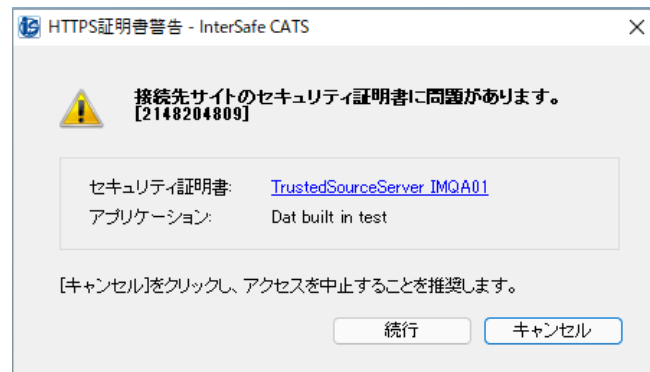 HTTPS証明書警告 - InterSafe CATS
接続先サイトのセキュリティ証明書に問題があります。
[2148204809]
セキュリティ証明書: TrustedSourceServer IMQA01
アプリケーション: Dat built in test
[キャンセル]をクリックし、アクセスを中止することを推奨します。
続行 キャンセル